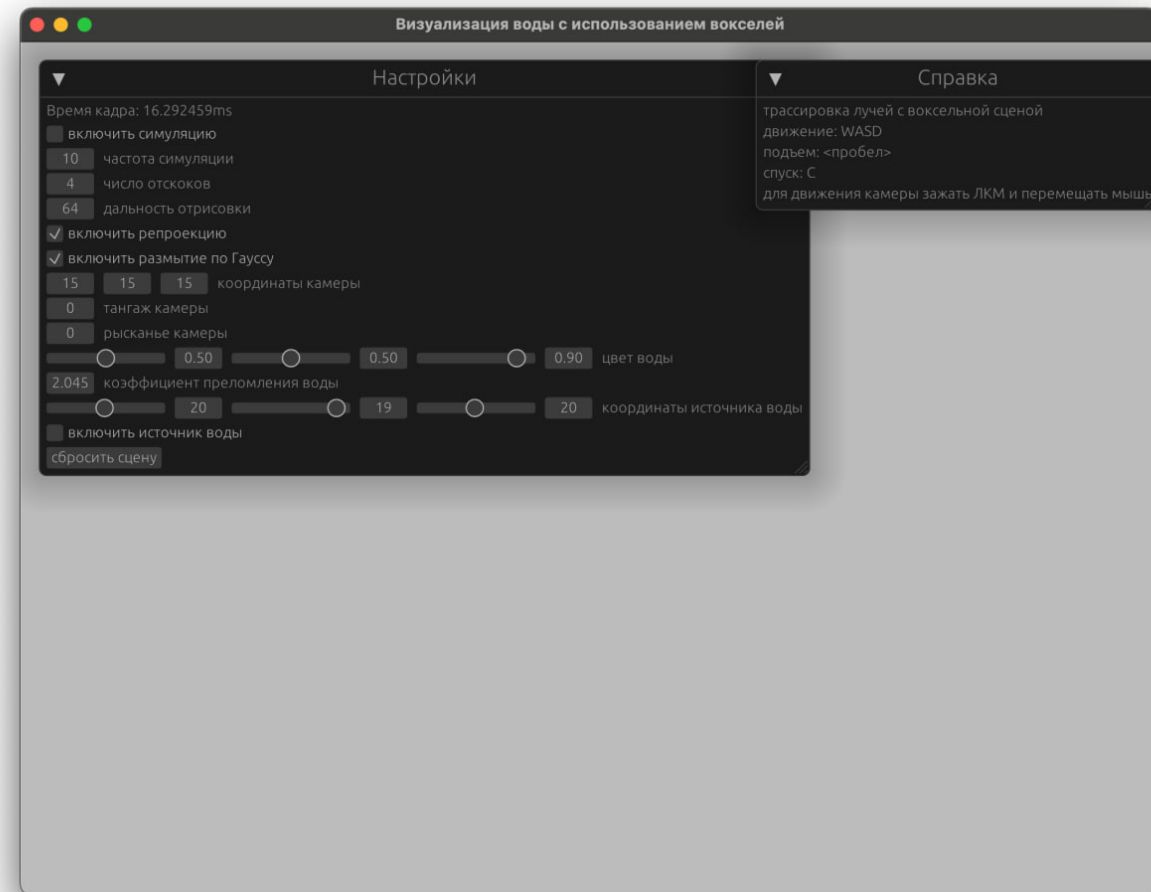 Визуализация воды с использованием вокселей
Настройки
Время кадра: 16.292459ms
включить симуляцию
10 частота симуляции
4 число отскоков
64 дальность отрисовки
включить репроекцию
включить размытие по Гауссу
15 15 15 координаты камеры
0 тангаж камеры
0 рысканье камеры
0.50 0.50 0.90 цвет воды
2.045 коэффициент преломления воды
20 19 20 координаты источника воды
включить источник воды
сбросить сцену
Справка
трассировка лучей с воксельной сценой
движение: WASD
подъем: <пробел>
спуск: C
для движения камеры зажать ЛКМ и перемещать мышь